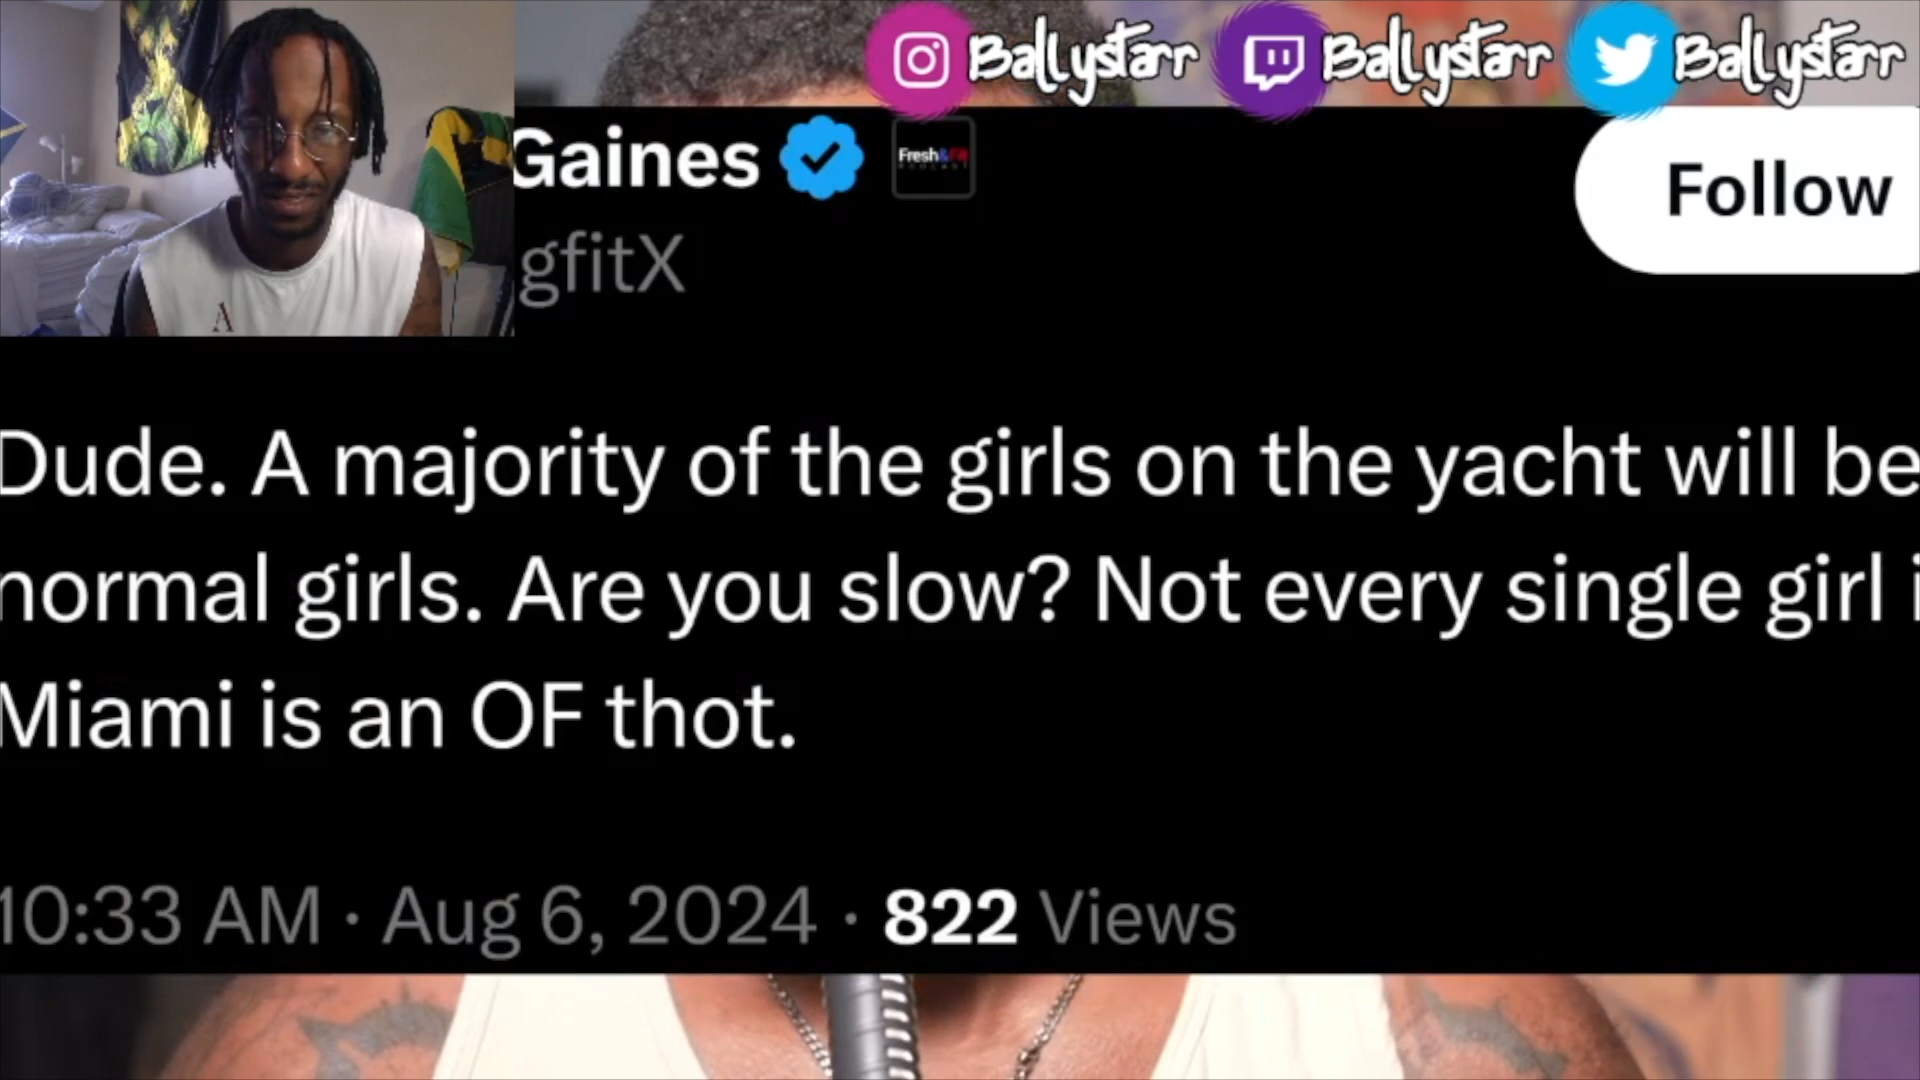 Ballystarr Ballystarr Ballystarr
Gaines
Fresh&Fit
PODCAST
Follow
gfitX
A
Dude. A majority of the girls on the yacht will be
normal girls. Are you slow? Not every single girl i
Miami is an OF thot.
10:33 AM · Aug 6, 2024 · 822 Views